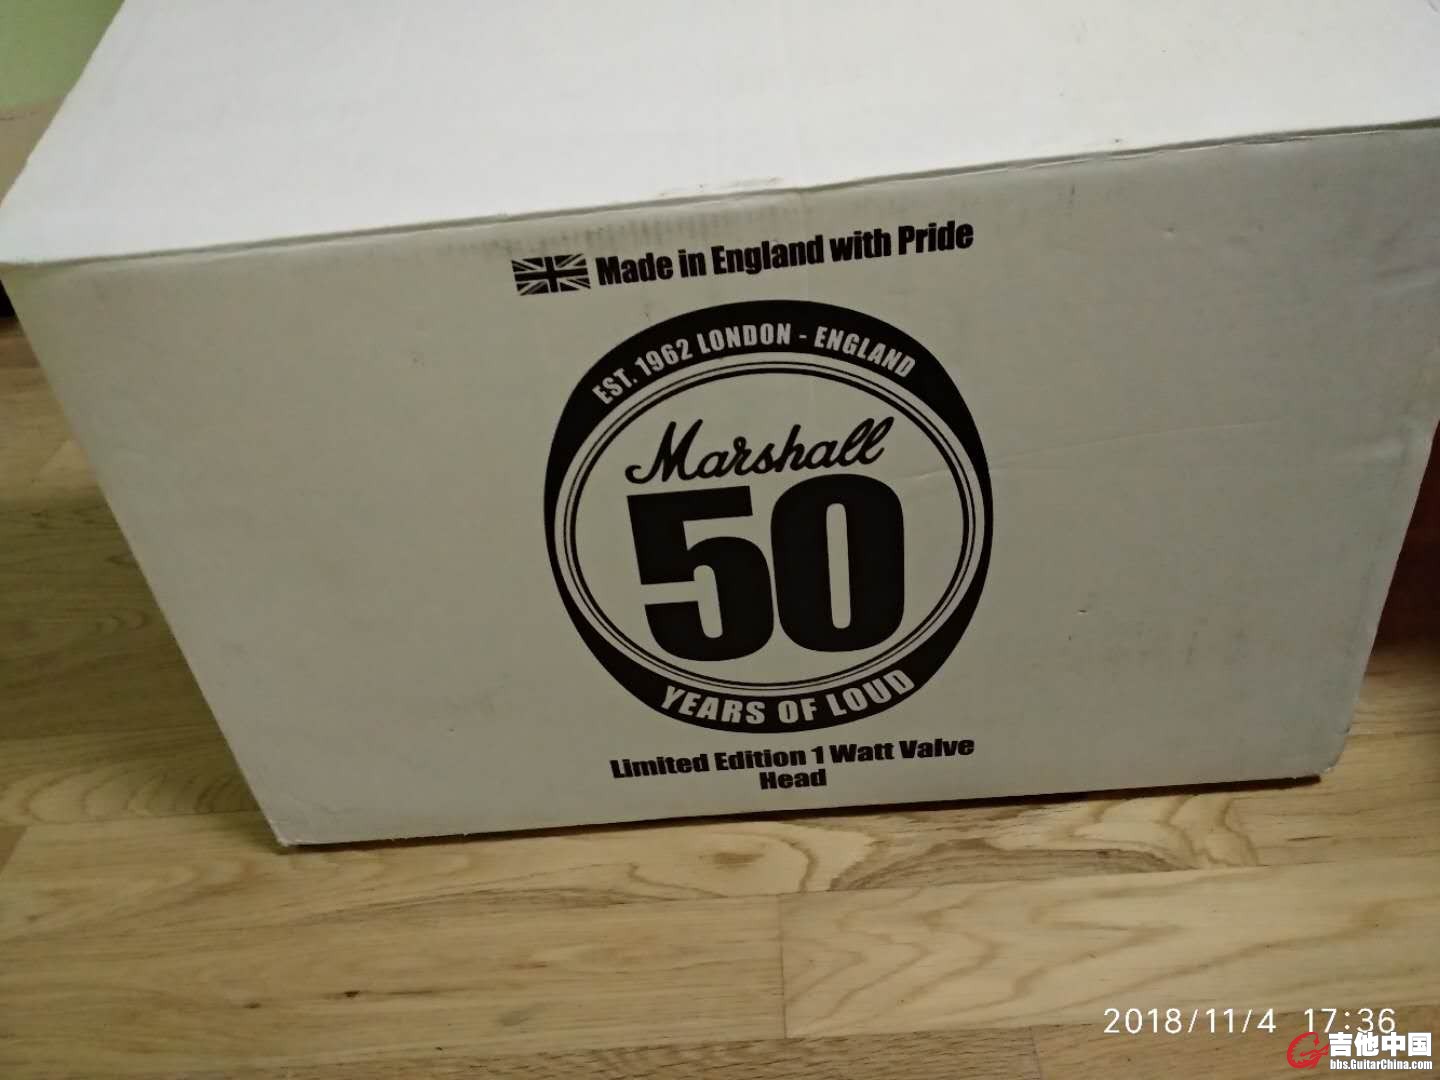 Made in England with Pride
EST. 1962 LONDON - ENGLAND
Marshall
50
YEARS OF LOUD
Limited Edition 1 Watt Valve
Head
2018/11/4 17:36
吉他中国
bbs.GuitarChina.com